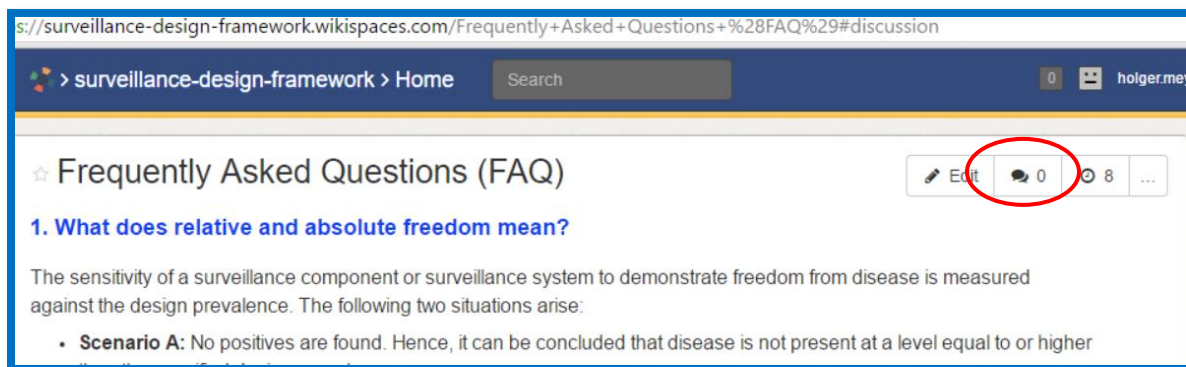 s://surveillance-design-framework.wikispaces.com/Frequently+Asked+Questions+%28FAQ%29#discussion
> surveillance-design-framework > Home Search 0 holger.mey
Frequently Asked Questions (FAQ) Edit 0 8 ...
1. What does relative and absolute freedom mean?
The sensitivity of a surveillance component or surveillance system to demonstrate freedom from disease is measured
against the design prevalence. The following two situations arise:
• Scenario A: No positives are found. Hence, it can be concluded that disease is not present at a level equal to or higher